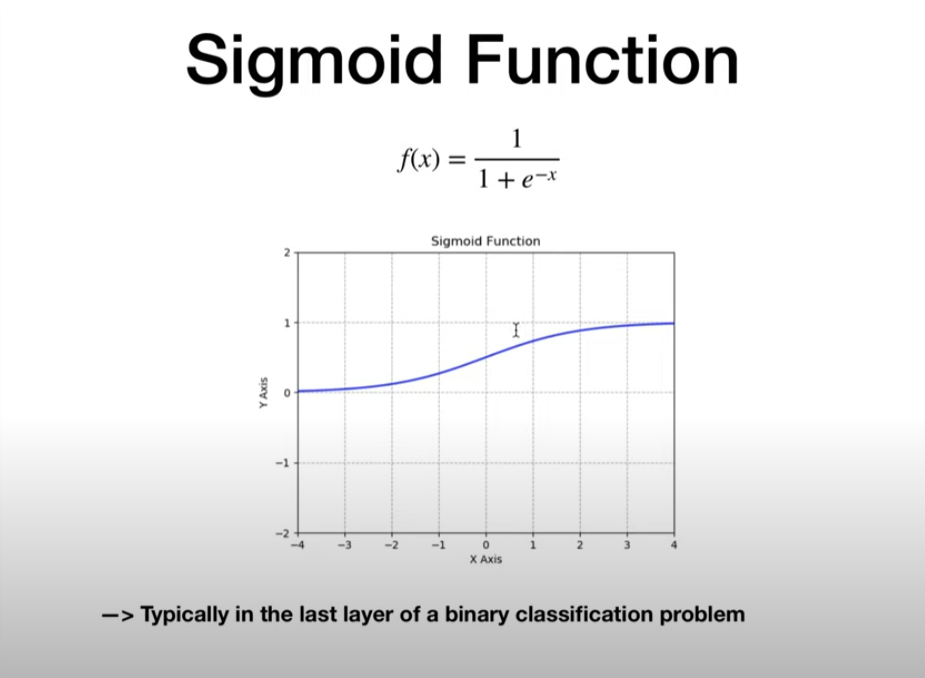 Sigmoid Function
f(x) = 1 / (1 + e^{−x})
Sigmoid Function
2
1
0
−1
−2
Y Axis
−4 −3 −2 −1 0 1 2 3 4
X Axis
—> Typically in the last layer of a binary classification problem